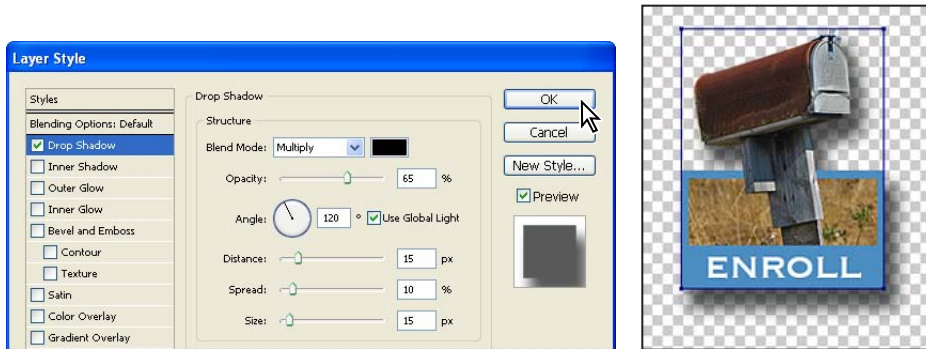 Layer Style
Styles
Blending Options: Default
Drop Shadow
Inner Shadow
Outer Glow
Inner Glow
Bevel and Emboss
Contour
Texture
Satin
Color Overlay
Gradient Overlay
Drop Shadow
Structure
Blend Mode: Multiply
Opacity: 65 %
Angle: 120 ° Use Global Light
Distance: 15 px
Spread: 10 %
Size: 15 px
OK
Cancel
New Style...
Preview
ENROLL